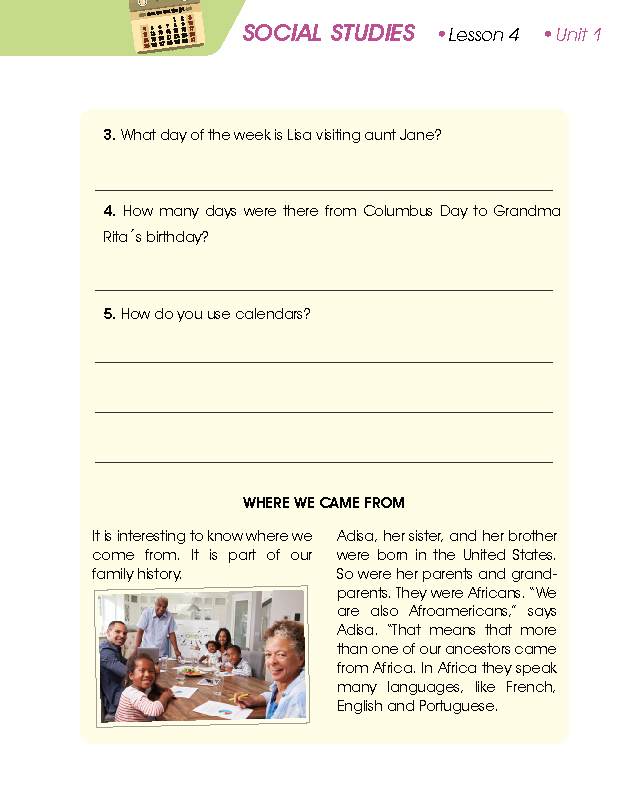 SOCIAL STUDIES • Lesson 4 • Unit 1
3. What day of the week is Lisa visiting aunt Jane?
4. How many days were there from Columbus Day to Grandma
Rita´s birthday?
5. How do you use calendars?
WHERE WE CAME FROM
It is interesting to know where we
come from. It is part of our
family history.
Adisa, her sister, and her brother
were born in the United States.
So were her parents and grand-
parents. They were Africans. “We
are also Afroamericans,” says
Adisa. “That means that more
than one of our ancestors came
from Africa. In Africa they speak
many languages, like French,
English and Portuguese.